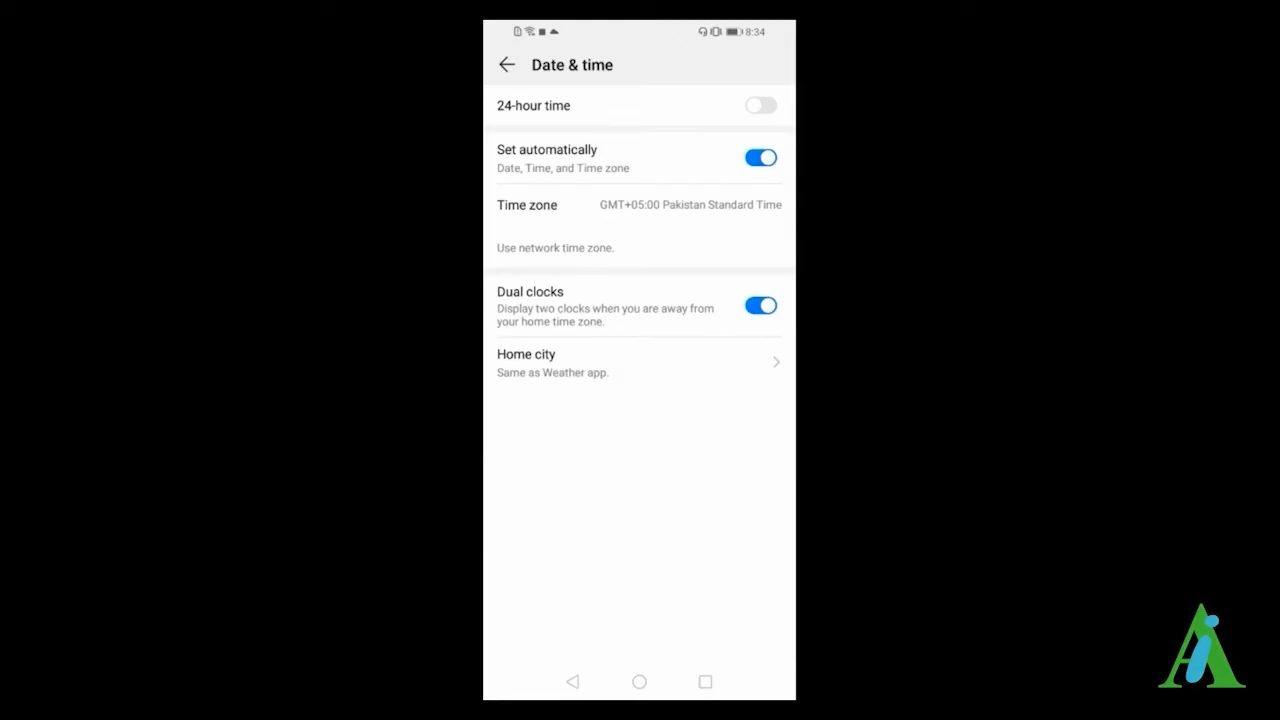 8:34
Date & time
24-hour time
Set automatically
Date, Time, and Time zone
Time zone GMT+05:00 Pakistan Standard Time
Use network time zone.
Dual clocks
Display two clocks when you are away from
your home time zone.
Home city
Same as Weather app.
Ai